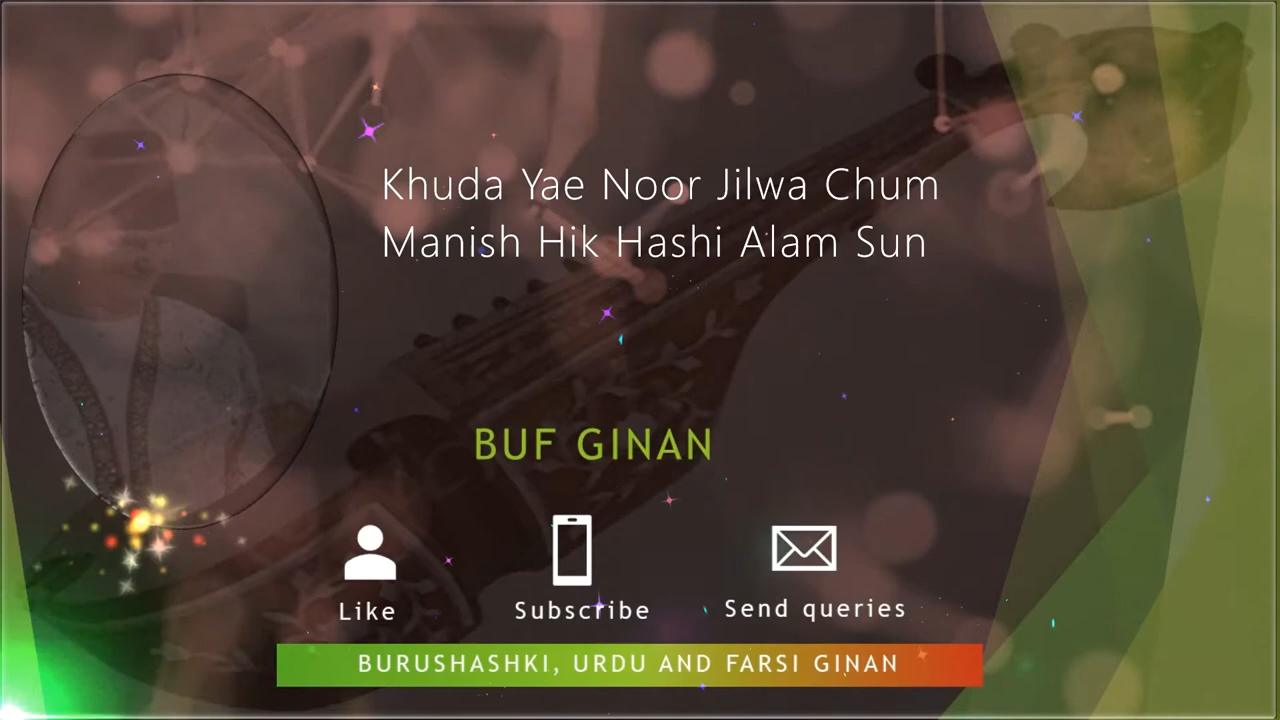 Khuda Yae Noor Jilwa Chum
Manish Hik Hashi Alam Sun
BUF GINAN
Like
Subscribe
Send queries
BURUSHASHKI, URDU AND FARSI GINAN